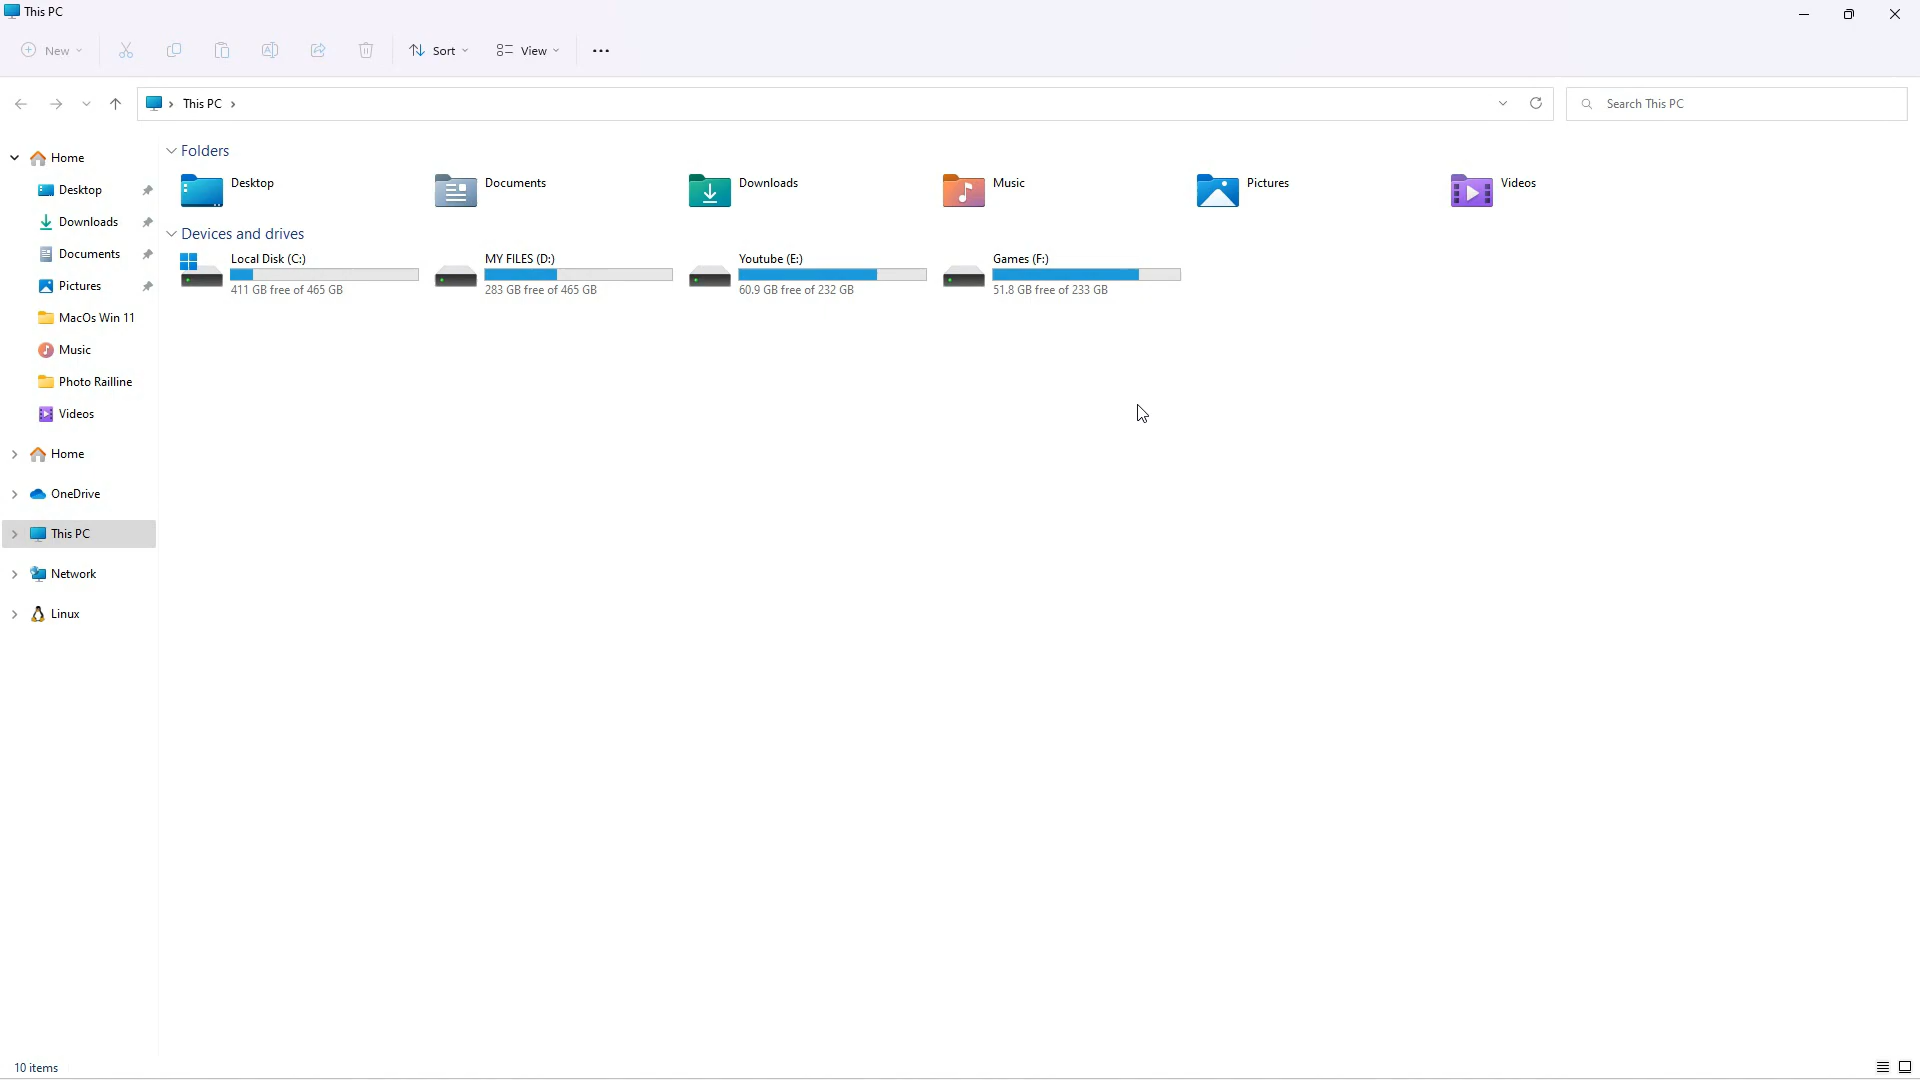 This PC
New
Sort
View
This PC
Search This PC
Home
Desktop
Downloads
Documents
Pictures
MacOs Win 11
Music
Photo Railline
Videos
Home
OneDrive
This PC
Network
Linux
Folders
Desktop
Documents
Downloads
Music
Pictures
Videos
Devices and drives
Local Disk (C:)
411 GB free of 465 GB
MY FILES (D:)
283 GB free of 465 GB
Youtube (E:)
60.9 GB free of 232 GB
Games (F:)
51.8 GB free of 233 GB
10 items